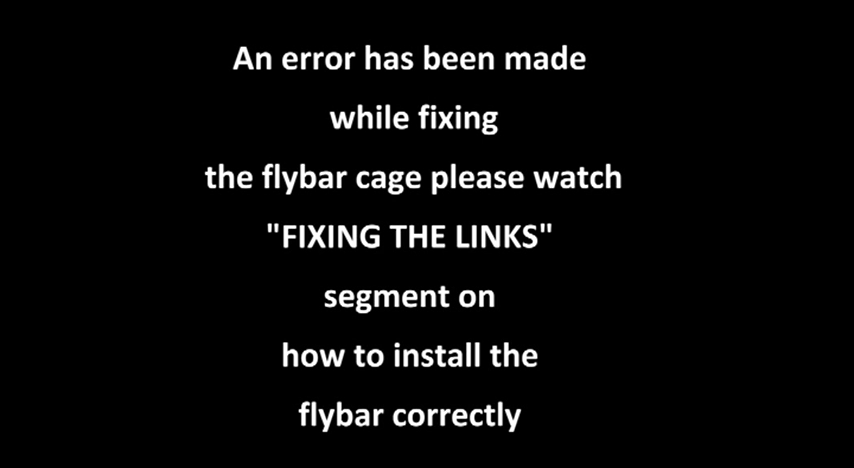 An error has been made
while fixing
the flybar cage please watch
"FIXING THE LINKS"
segment on
how to install the
flybar correctly